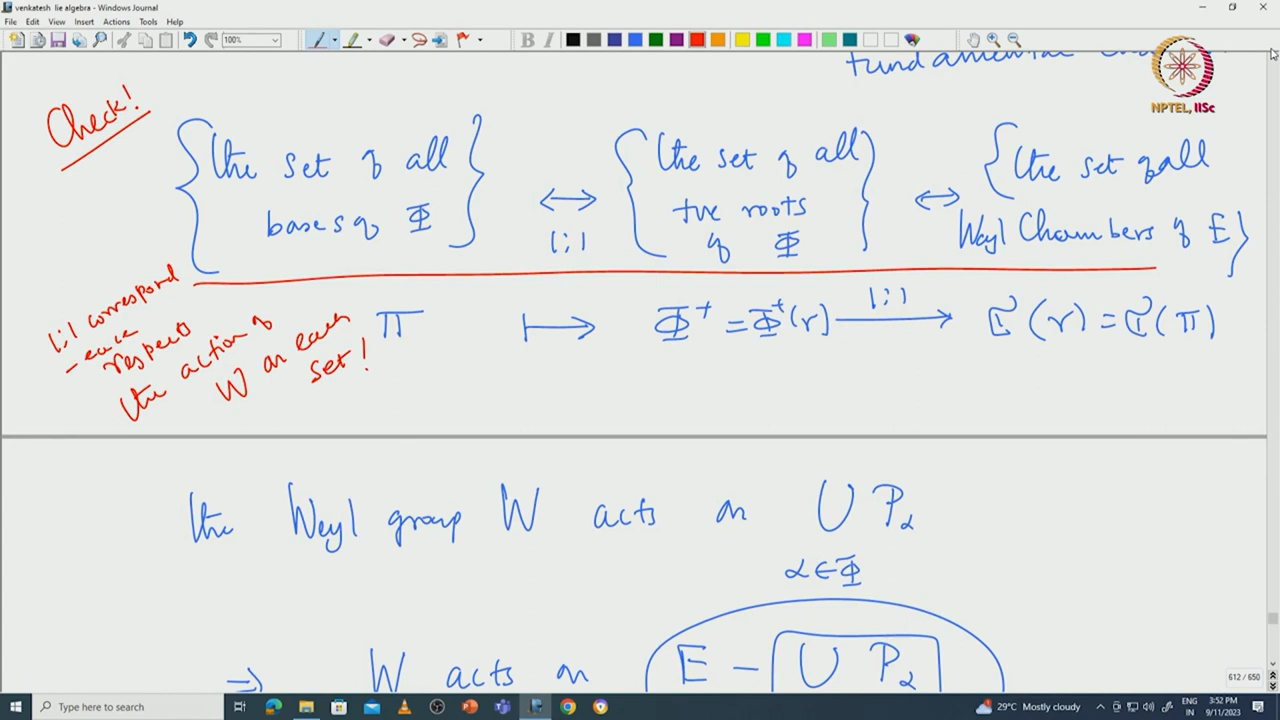 venkatesh lie algebra - Windows Journal
File Edit View Insert Actions Tools Help
100%
B I
NPTEL, IISc
Check!
{the set of all bases of Φ} ↔ 1:1 {the set of all +ve roots of Φ} ↔ {the set of all Weyl Chambers of E}
1:1 correspond
-ence
respects
the action of
W on each
set!
Π ↦ Φ⁺ = Φ⁺(γ) —1:1→ 𝒞(γ) = 𝒞(Π)
the Weyl group W acts on ∪ Pα
α∈Φ
⇒ W acts on E - ∪ Pα
612 / 650
Type here to search
29°C Mostly cloudy
ENG
IN
3:52 PM
9/11/2023